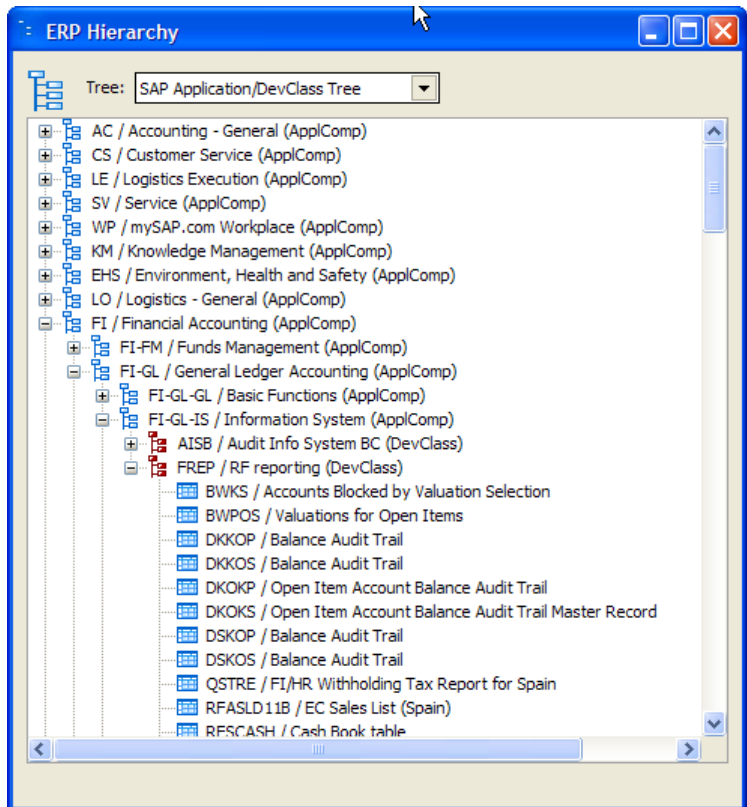 ERP Hierarchy
Tree: SAP Application/DevClass Tree
AC / Accounting - General (ApplComp)
CS / Customer Service (ApplComp)
LE / Logistics Execution (ApplComp)
SV / Service (ApplComp)
WP / mySAP.com Workplace (ApplComp)
KM / Knowledge Management (ApplComp)
EHS / Environment, Health and Safety (ApplComp)
LO / Logistics - General (ApplComp)
FI / Financial Accounting (ApplComp)
FI-FM / Funds Management (ApplComp)
FI-GL / General Ledger Accounting (ApplComp)
FI-GL-GL / Basic Functions (ApplComp)
FI-GL-IS / Information System (ApplComp)
AISB / Audit Info System BC (DevClass)
FREP / RF reporting (DevClass)
BWKS / Accounts Blocked by Valuation Selection
BWPOS / Valuations for Open Items
DKKOP / Balance Audit Trail
DKKOS / Balance Audit Trail
DKOKP / Open Item Account Balance Audit Trail
DKOKS / Open Item Account Balance Audit Trail Master Record
DSKOP / Balance Audit Trail
DSKOS / Balance Audit Trail
QSTRE / FI/HR Withholding Tax Report for Spain
RFASLD11B / EC Sales List (Spain)
RFSCASH / Cash Book table